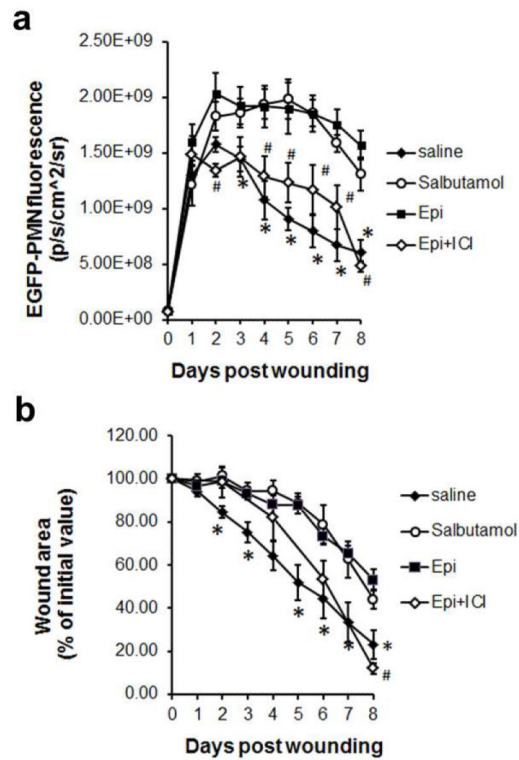 a
EGFP-PMNfluorescence
(p/s/cm^2/sr)
2.50E+09
2.00E+09
1.50E+09
1.00E+09
5.00E+08
0.00E+00
# # # # # #
* * * * * *
0 1 2 3 4 5 6 7 8
Days post wounding
saline
Salbutamol
Epi
Epi+ICI
b
Wound area
(% of initial value)
120.00
100.00
80.00
60.00
40.00
20.00
0.00
* * * * * *
#
0 1 2 3 4 5 6 7 8
Days post wounding
saline
Salbutamol
Epi
Epi+ICI